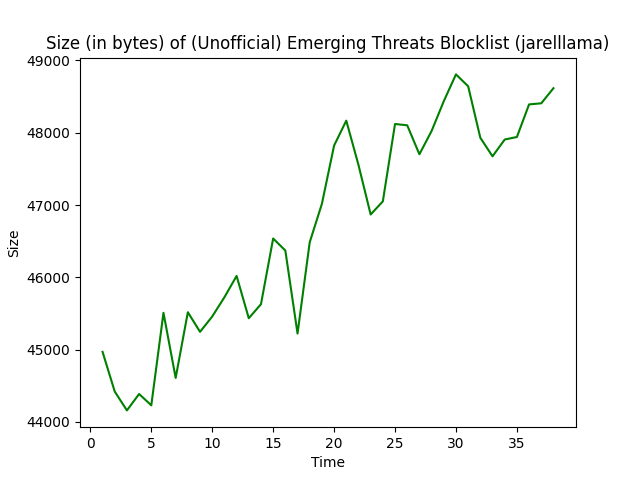 Size (in bytes) of (Unofficial) Emerging Threats Blocklist (jarelllama)
49000
48000
47000
46000
45000
44000
Size
0 5 10 15 20 25 30 35
Time